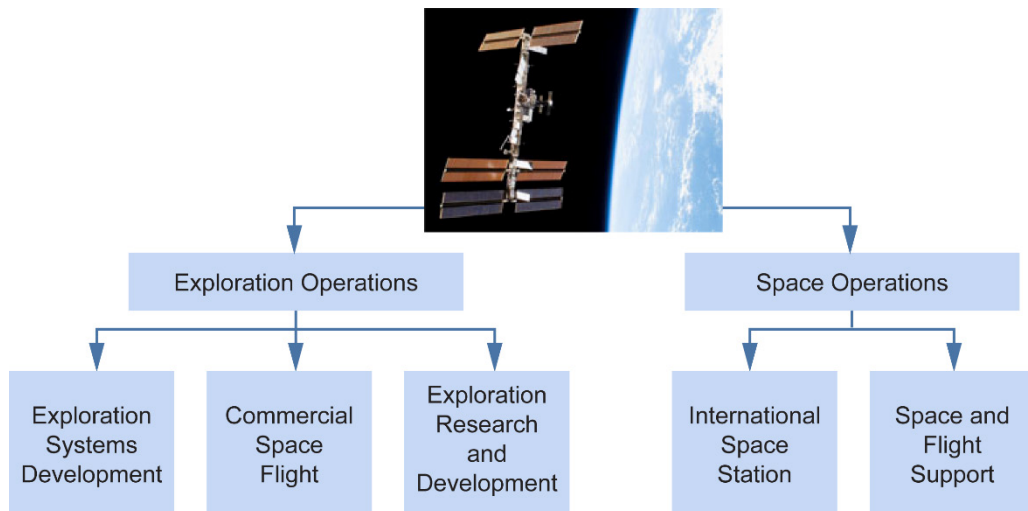 Exploration Operations
Space Operations
Exploration
Systems
Development
Commercial
Space
Flight
Exploration
Research
and
Development
International
Space
Station
Space and
Flight
Support